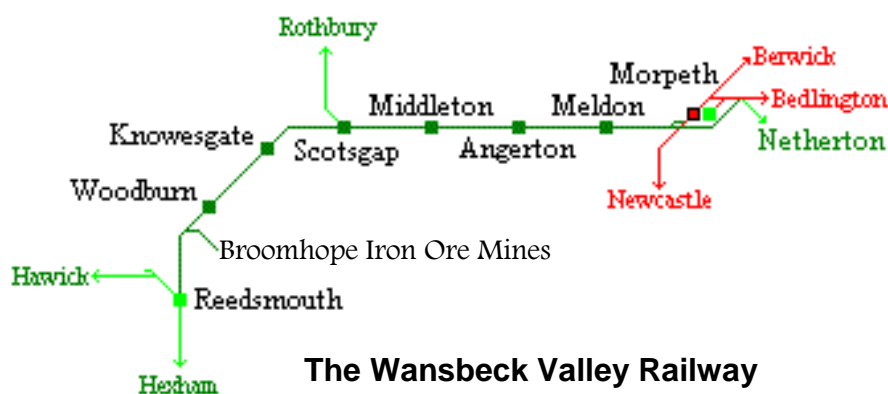 Rothbury
Berwick
Morpeth
Middleton
Meldon
Bedlington
Knowesgate
Scotsgap
Angerton
Netherton
Woodburn
Newcastle
Broomhope Iron Ore Mines
Hawick
Reedsmouth
The Wansbeck Valley Railway
Hexham